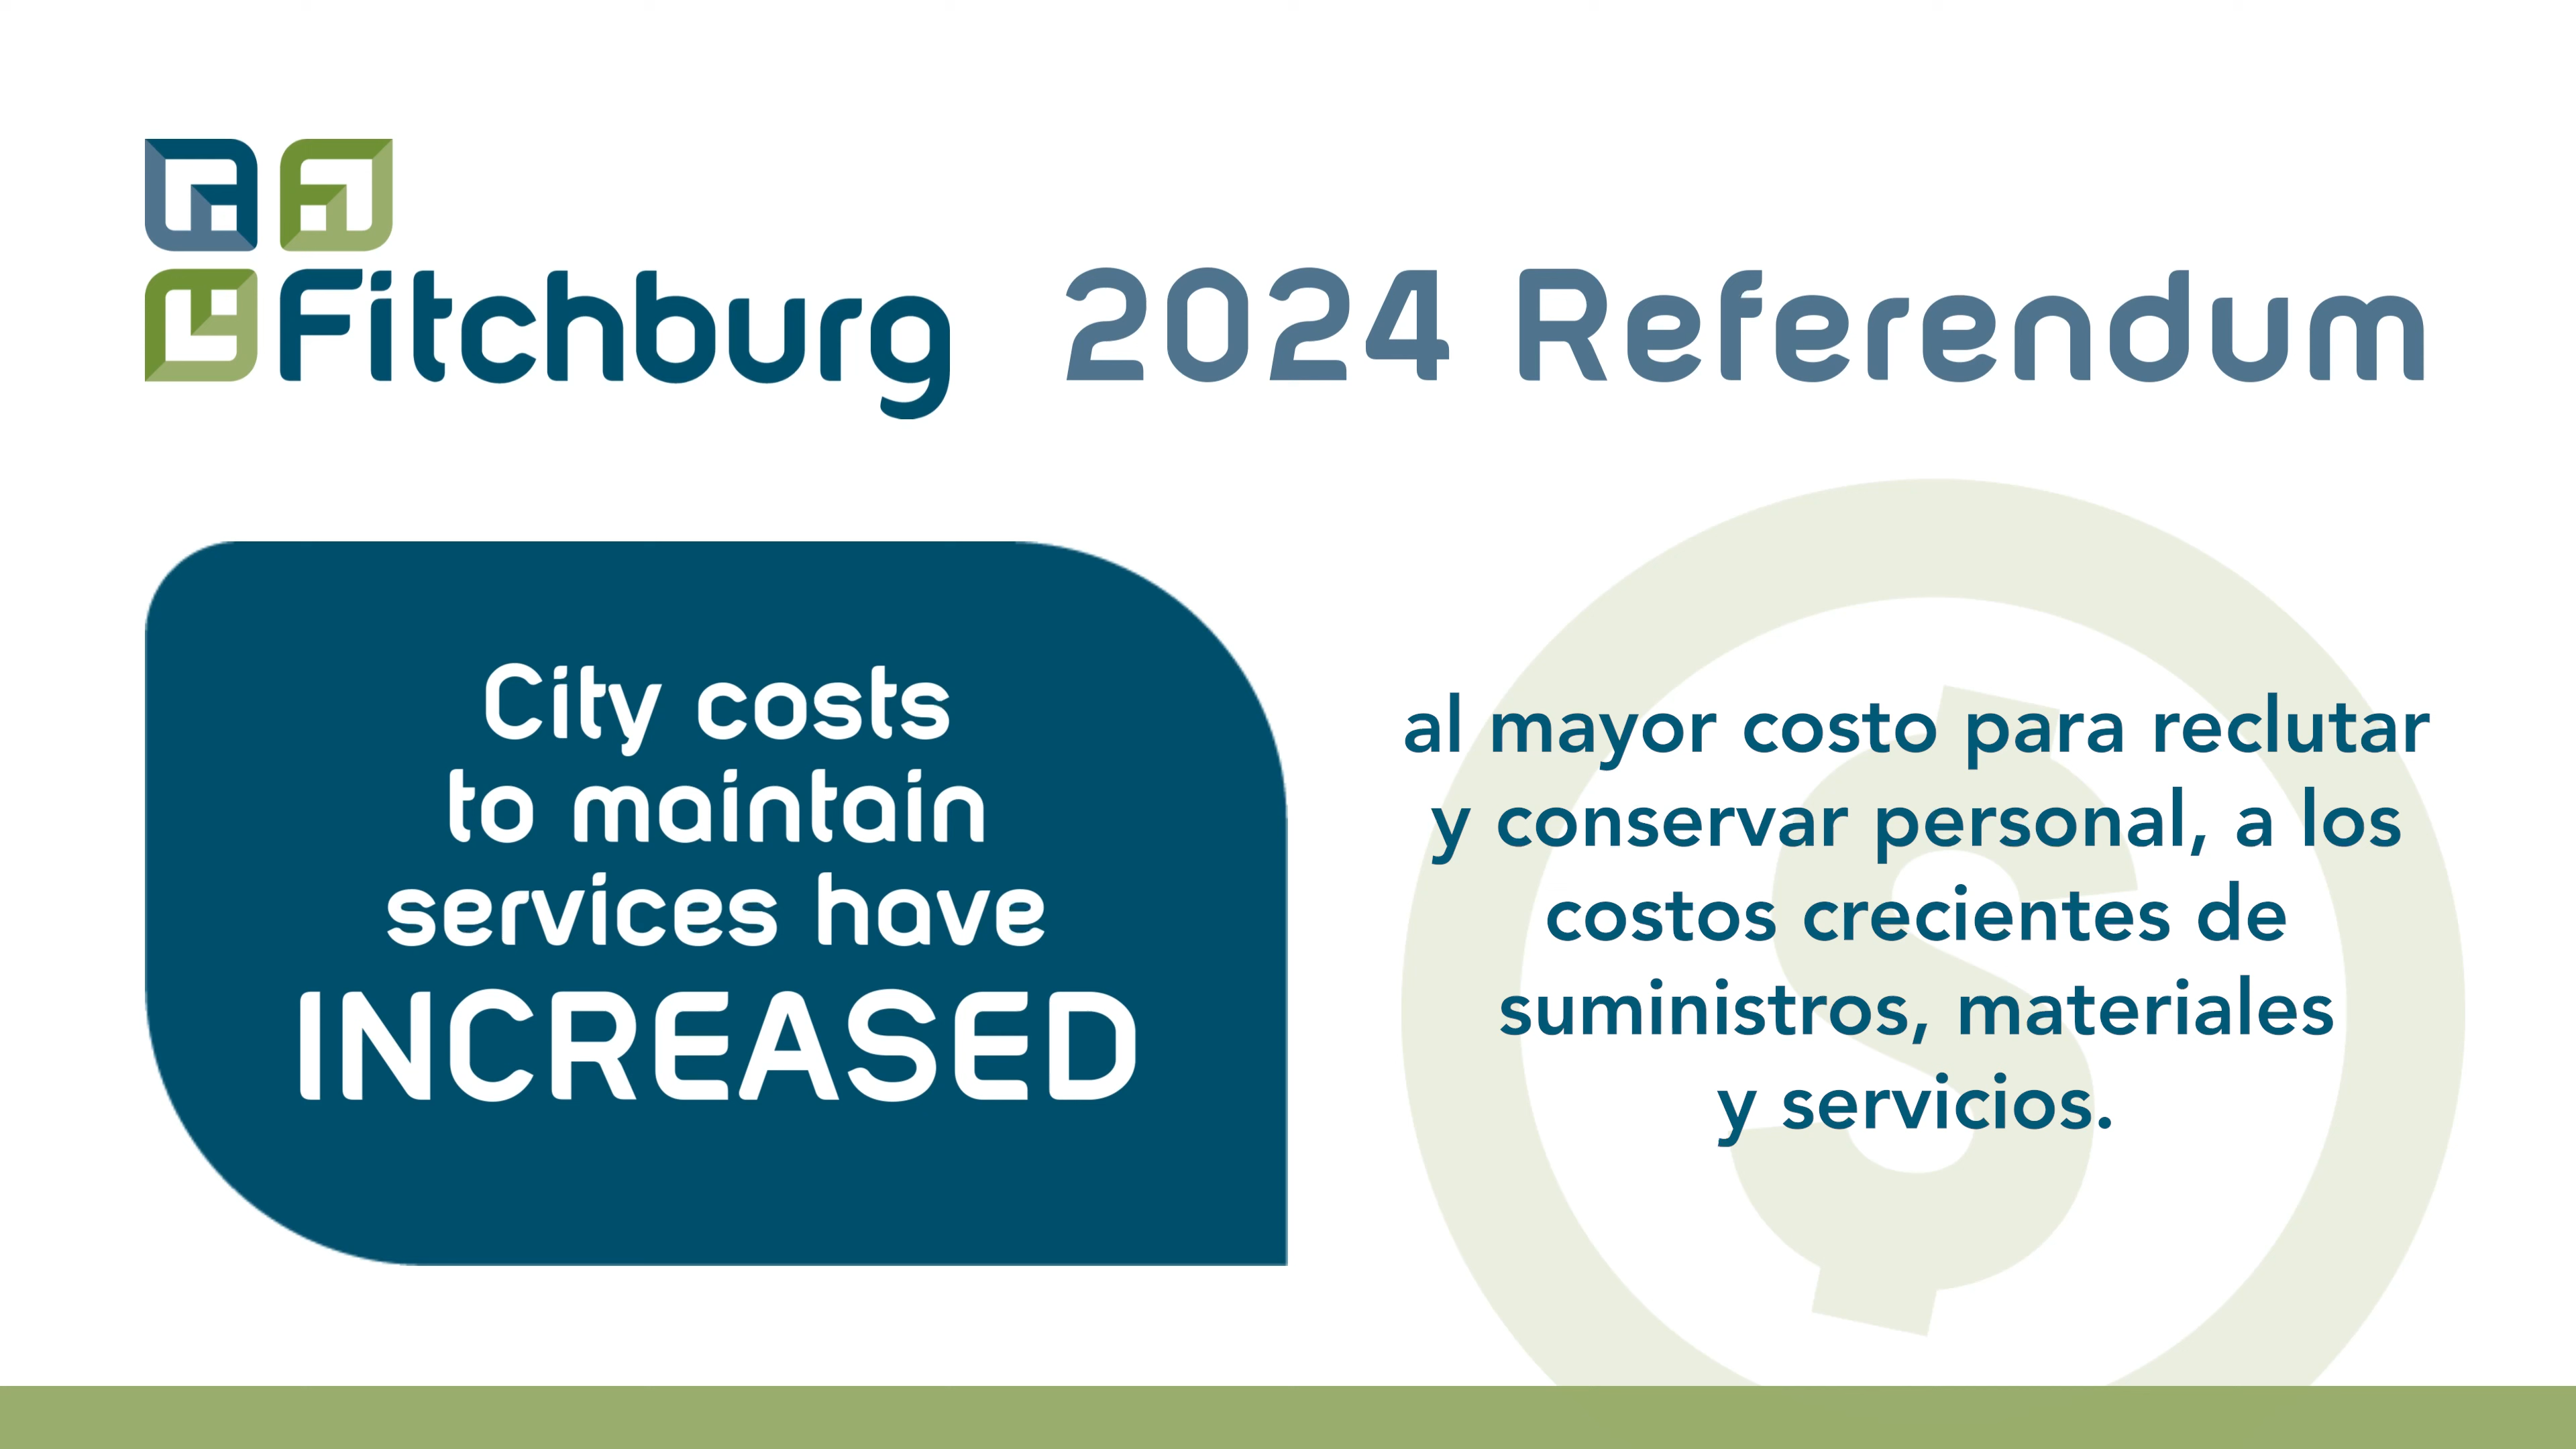 Fitchburg
2024 Referendum
City costs
to maintain
services have
INCREASED
al mayor costo para reclutar
y conservar personal, a los
costos crecientes de
suministros, materiales
y servicios.